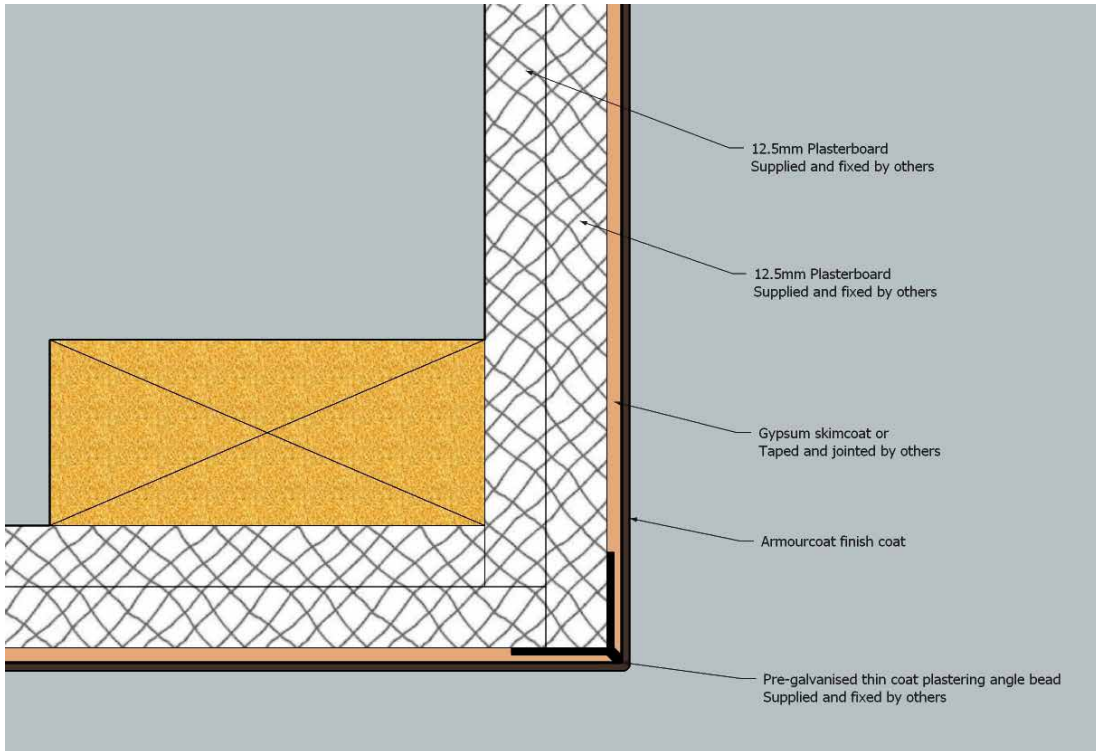 12.5mm Plasterboard
Supplied and fixed by others
12.5mm Plasterboard
Supplied and fixed by others
Gypsum skimcoat or
Taped and jointed by others
Armourcoat finish coat
Pre-galvanised thin coat plastering angle bead
Supplied and fixed by others